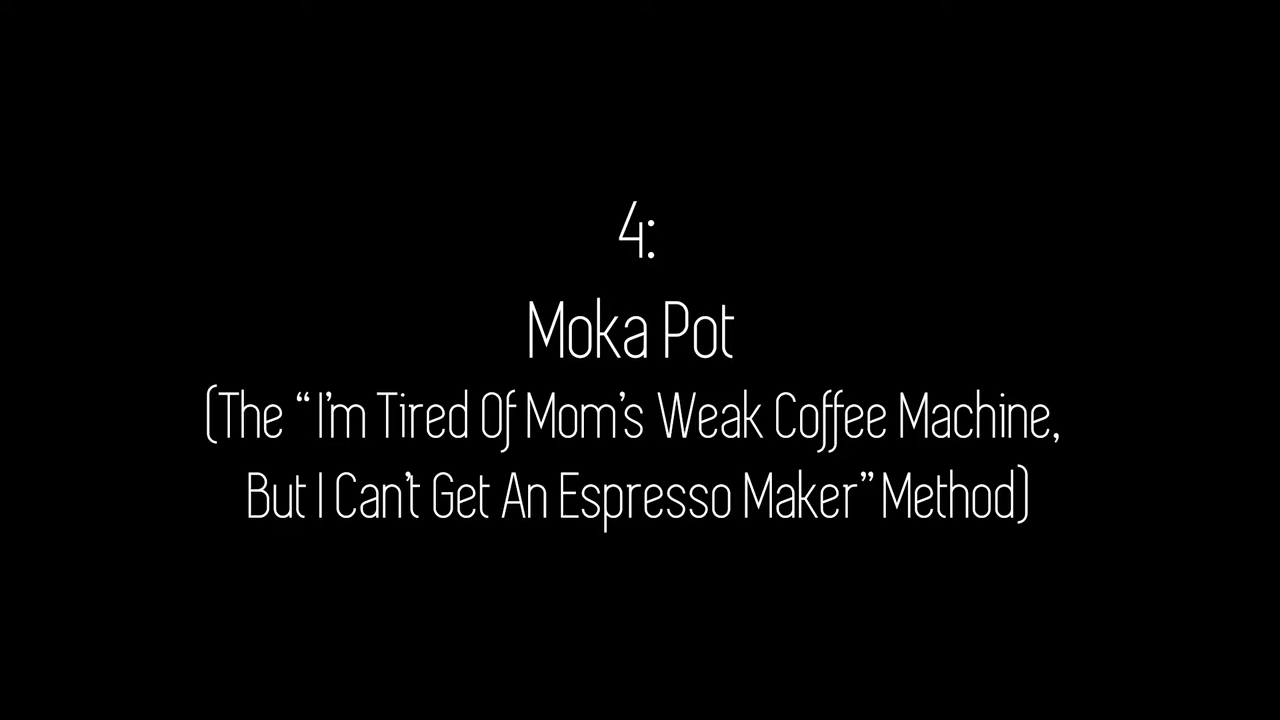 4:
Moka Pot
(The “I’m Tired Of Mom’s Weak Coffee Machine,
But I Can’t Get An Espresso Maker” Method)